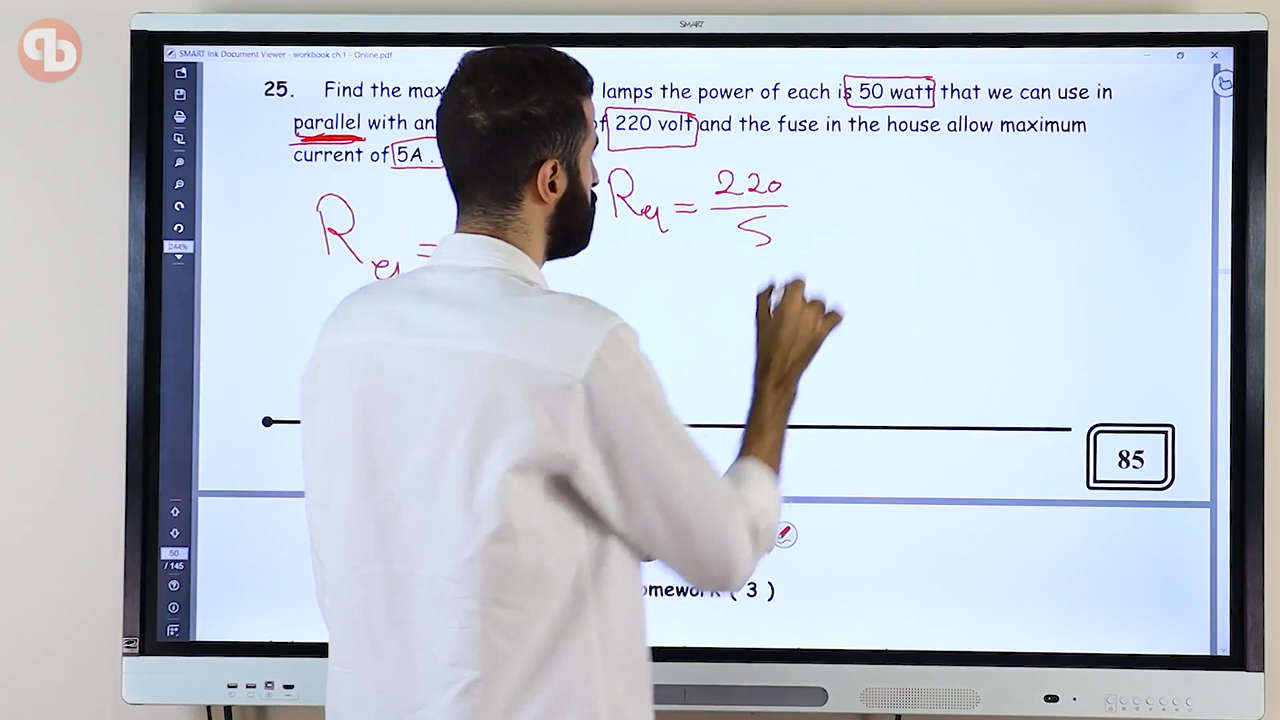 pb
SMART
SMART Ink Document Viewer - workbook ch.1 - Online.pdf
25. Find the max lamps the power of each is 50 watt that we can use in
parallel with an of 220 volt and the fuse in the house allow maximum
current of 5A .
R eq = R eq = 220
5
244%
85
50
/ 145
omework ( 3 )